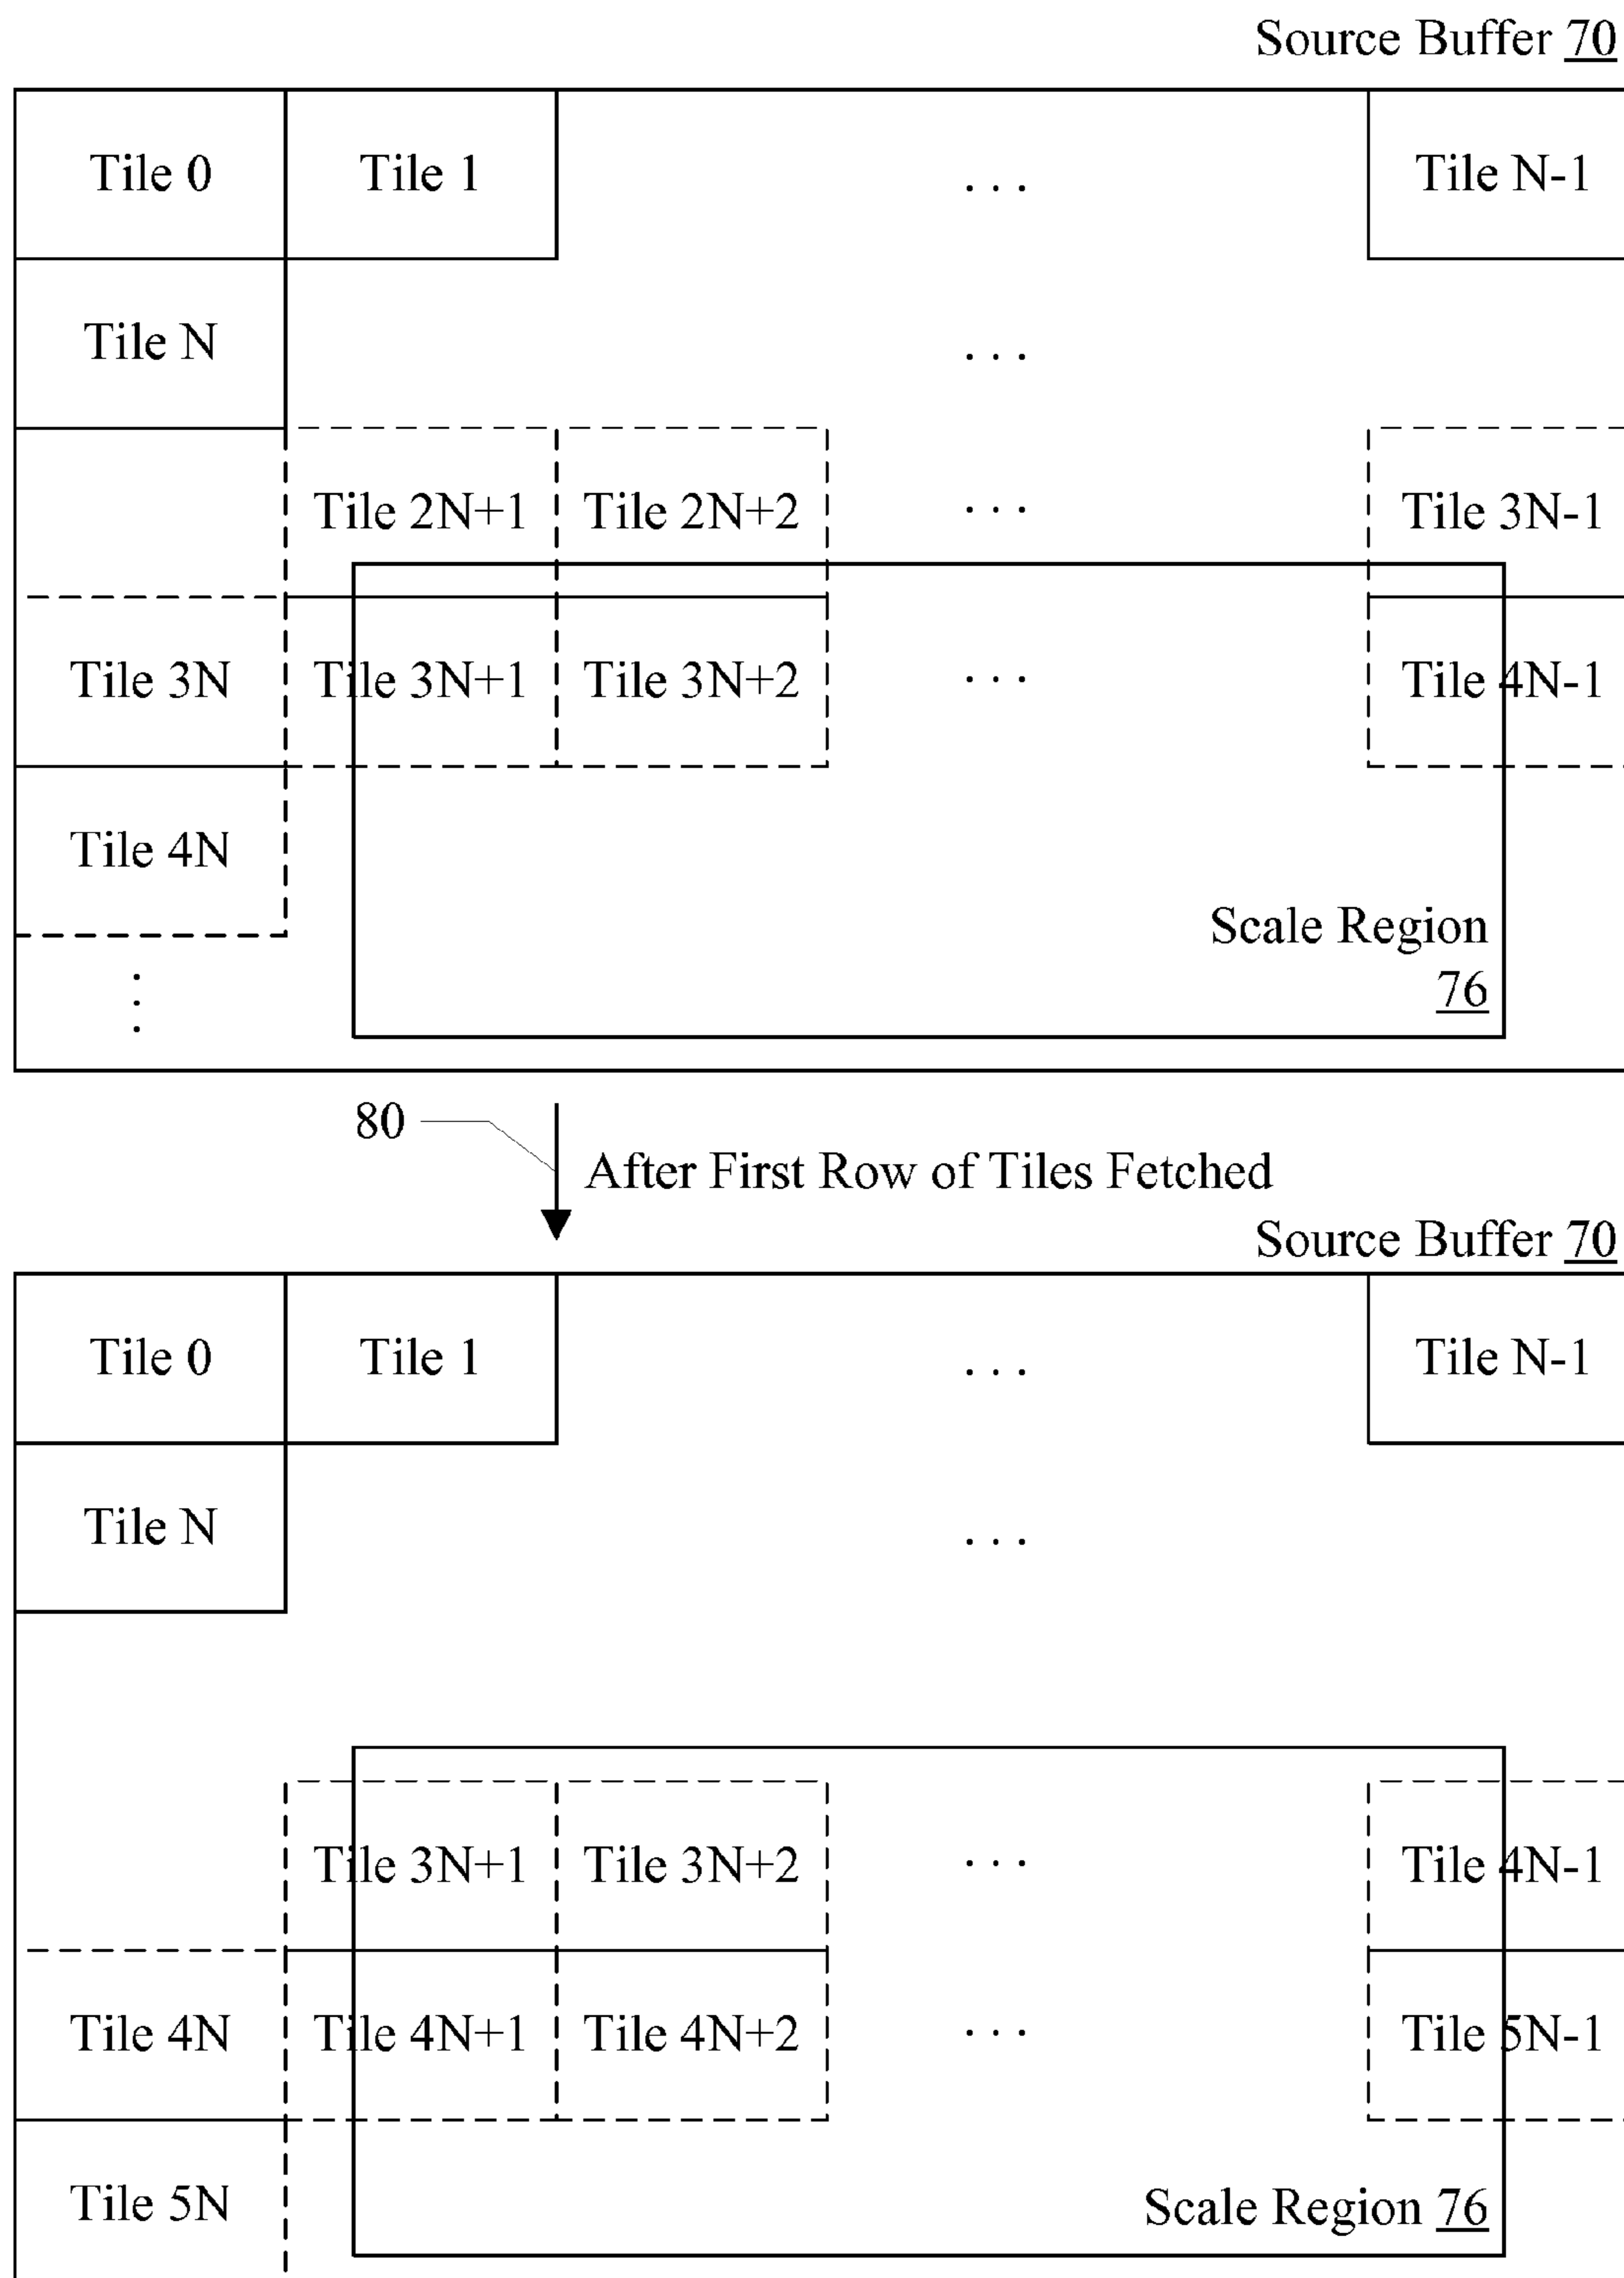 Source Buffer 70
Tile 0 Tile 1 . . . Tile N-1
Tile N . . .
Tile 2N+1 Tile 2N+2 . . . Tile 3N-1
Tile 3N Tile 3N+1 Tile 3N+2 . . . Tile 4N-1
Tile 4N
Scale Region
76
80
After First Row of Tiles Fetched
Source Buffer 70
Tile 0 Tile 1 . . . Tile N-1
Tile N . . .
Tile 3N+1 Tile 3N+2 . . . Tile 4N-1
Tile 4N Tile 4N+1 Tile 4N+2 . . . Tile 5N-1
Tile 5N
Scale Region 76